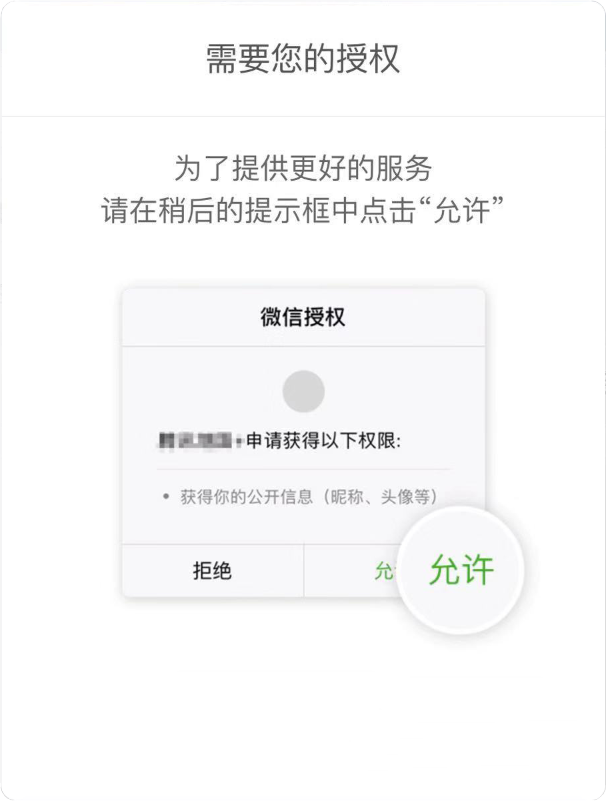 需要您的授权
为了提供更好的服务
请在稍后的提示框中点击“允许”
微信授权
申请获得以下权限:
• 获得你的公开信息（昵称、头像等）
拒绝
允
允许